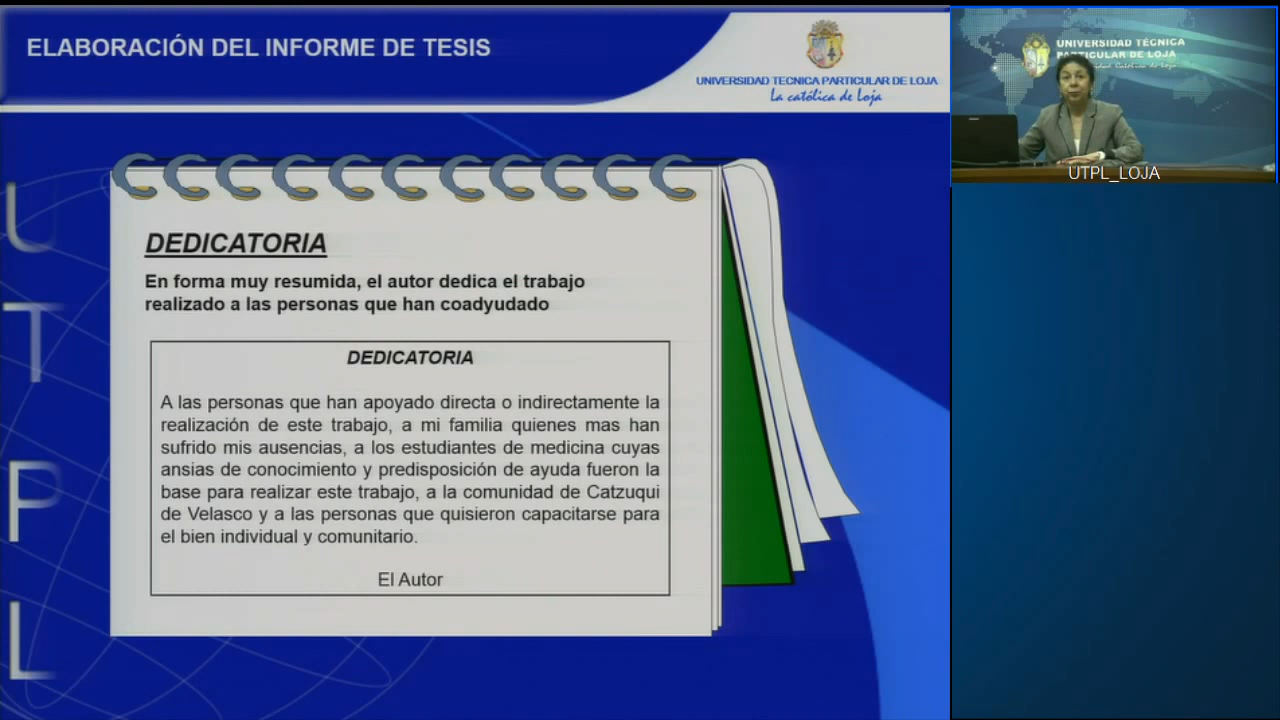 ELABORACIÓN DEL INFORME DE TESIS
UNIVERSIDAD TECNICA PARTICULAR DE LOJA
La católica de Loja
UTPL
DEDICATORIA
En forma muy resumida, el autor dedica el trabajo
realizado a las personas que han coadyudado
DEDICATORIA
A las personas que han apoyado directa o indirectamente la
realización de este trabajo, a mi familia quienes mas han
sufrido mis ausencias, a los estudiantes de medicina cuyas
ansias de conocimiento y predisposición de ayuda fueron la
base para realizar este trabajo, a la comunidad de Catzuqui
de Velasco y a las personas que quisieron capacitarse para
el bien individual y comunitario.
El Autor
UNIVERSIDAD TÉCNICA
PARTICULAR DE LOJA
UTPL_LOJA